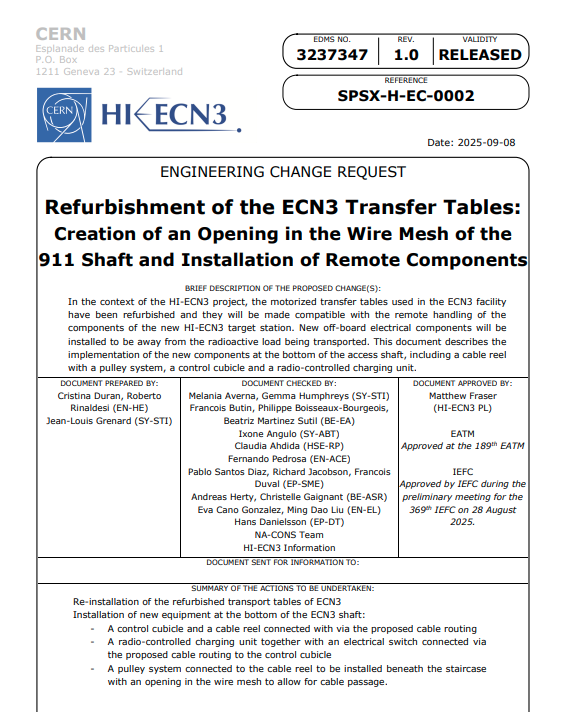 CERN
Esplanade des Particules 1
P.O. Box
1211 Geneva 23 - Switzerland
EDMS NO.
REV.
VALIDITY
3237347
1.0
RELEASED
REFERENCE
SPSX-H-EC-0002
CERN
HI-ECN3
Date: 2025-09-08
ENGINEERING CHANGE REQUEST
Refurbishment of the ECN3 Transfer Tables:
Creation of an Opening in the Wire Mesh of the
911 Shaft and Installation of Remote Components
BRIEF DESCRIPTION OF THE PROPOSED CHANGE(S):
In the context of the HI-ECN3 project, the motorized transfer tables used in the ECN3 facility
have been refurbished and they will be made compatible with the remote handling of the
components of the new HI-ECN3 target station. New off-board electrical components will be
installed to be away from the radioactive load being transported. This document describes the
implementation of the new components at the bottom of the access shaft, including a cable reel
with a pulley system, a control cubicle and a radio-controlled charging unit.
DOCUMENT PREPARED BY:
Cristina Duran, Roberto
Rinaldesi (EN-HE)
Jean-Louis Grenard (SY-STI)
DOCUMENT CHECKED BY:
Melania Averna, Gemma Humphreys (SY-STI)
Francois Butin, Philippe Boisseaux-Bourgeois,
Beatriz Martinez Sutil (BE-EA)
Ixone Angulo (SY-ABT)
Claudia Ahdida (HSE-RP)
Fernando Pedrosa (EN-ACE)
Pablo Santos Diaz, Richard Jacobson, Francois
Duval (EP-SME)
Andreas Herty, Christelle Gaignant (BE-ASR)
Eva Cano Gonzalez, Ming Dao Liu (EN-EL)
Hans Danielsson (EP-DT)
NA-CONS Team
HI-ECN3 Information
DOCUMENT APPROVED BY:
Matthew Fraser
(HI-ECN3 PL)
EATM
Approved at the 189th EATM
IEFC
Approved by IEFC during the
preliminary meeting for the
369th IEFC on 28 August
2025.
DOCUMENT SENT FOR INFORMATION TO:
SUMMARY OF THE ACTIONS TO BE UNDERTAKEN:
Re-installation of the refurbished transport tables of ECN3
Installation of new equipment at the bottom of the ECN3 shaft:
- A control cubicle and a cable reel connected with via the proposed cable routing
- A radio-controlled charging unit together with an electrical switch connected via
the proposed cable routing to the control cubicle
- A pulley system connected to the cable reel to be installed beneath the staircase
with an opening in the wire mesh to allow for cable passage.